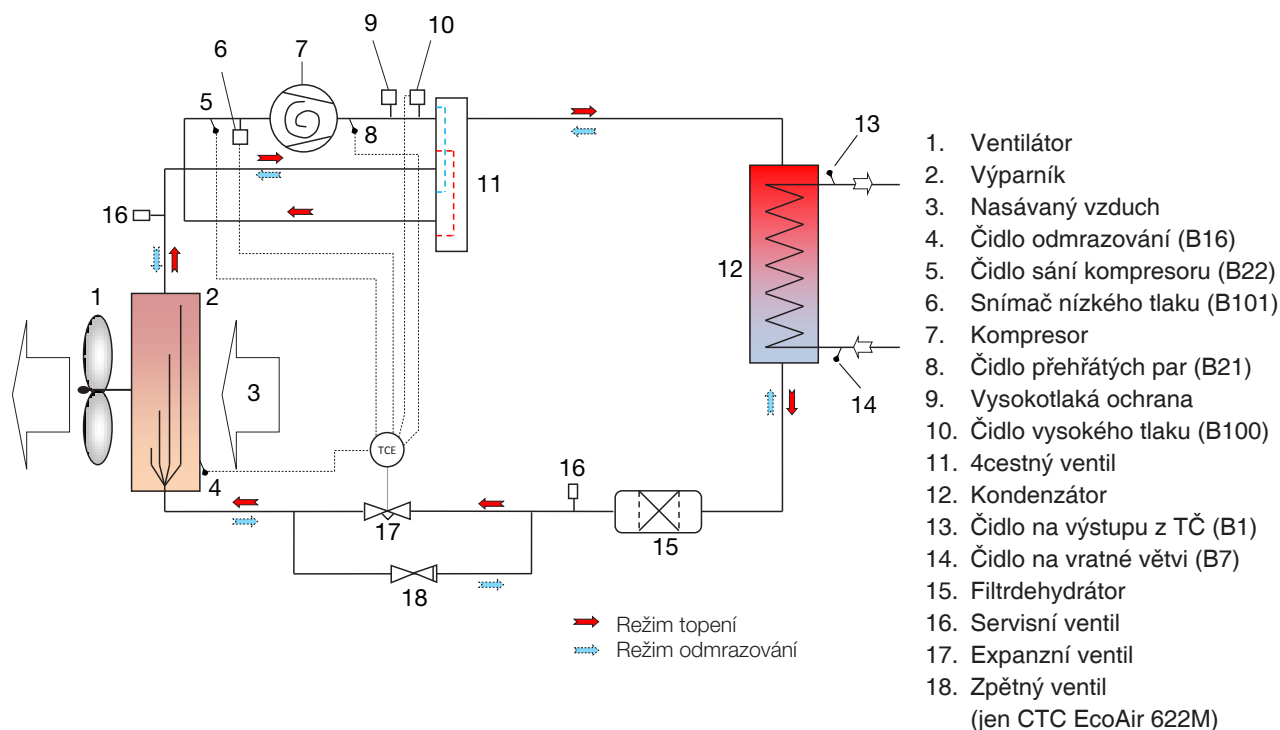 9
10
6
7
5
8
13
11
16
12
1
2
3
14
TCE
4
16
17
15
18
Režim topení
Režim odmrazování
1. Ventilátor
2. Výparník
3. Nasávaný vzduch
4. Čidlo odmrazování (B16)
5. Čidlo sání kompresoru (B22)
6. Snímač nízkého tlaku (B101)
7. Kompresor
8. Čidlo přehřátých par (B21)
9. Vysokotlaká ochrana
10. Čidlo vysokého tlaku (B100)
11. 4cestný ventil
12. Kondenzátor
13. Čidlo na výstupu z TČ (B1)
14. Čidlo na vratné větvi (B7)
15. Filtrdehydrátor
16. Servisní ventil
17. Expanzní ventil
18. Zpětný ventil
(jen CTC EcoAir 622M)